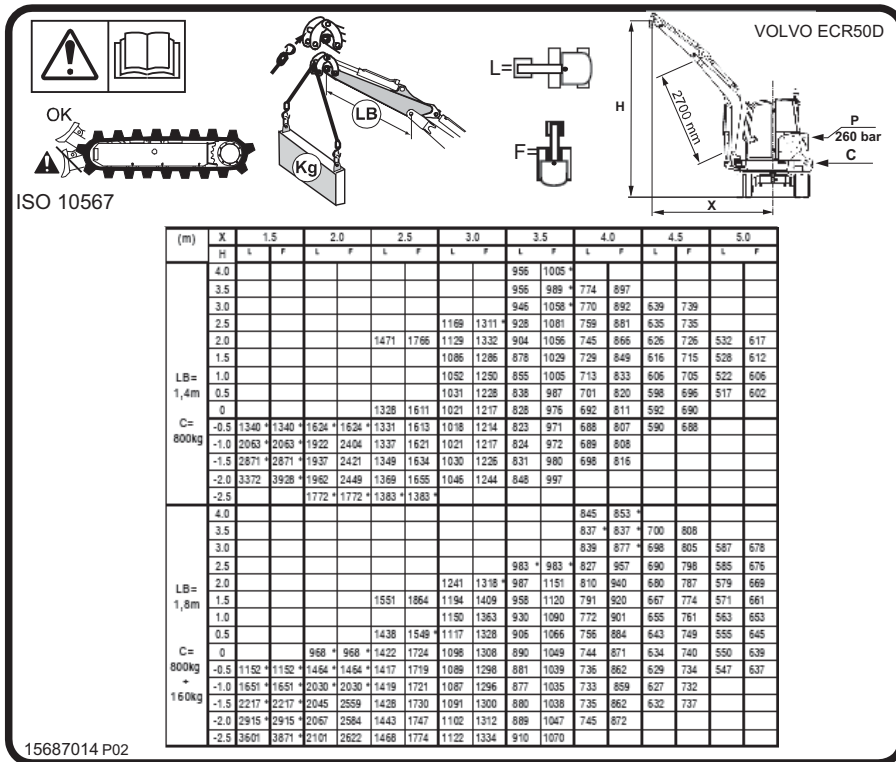 VOLVO ECR50D
L=
OK
LB
H
2700 mm
P
260 bar
F=
C
Kg
ISO 10567
X
(m) X 1.5 2.0 2.5 3.0 3.5 4.0 4.5 5.0
H L F L F L F L F L F L F L F L F
LB= 1,4m
C= 800kg
4.0 956 1005 *
3.5 956 989 * 774 897
3.0 946 1058 * 770 892 639 739
2.5 1169 1311 * 928 1081 759 881 635 735
2.0 1471 1766 1129 1332 904 1056 745 866 626 726 532 617
1.5 1086 1286 878 1029 729 849 616 715 528 612
1.0 1052 1250 855 1005 713 833 606 705 522 606
0.5 1031 1228 838 987 701 820 598 696 517 602
0 1328 1611 1021 1217 828 976 692 811 592 690
-0.5 1340 * 1340 * 1624 * 1624 * 1331 1613 1018 1214 823 971 688 807 590 688
-1.0 2063 * 2063 * 1922 2404 1337 1621 1021 1217 824 972 689 808
-1.5 2871 * 2871 * 1937 2421 1349 1634 1030 1226 831 980 698 816
-2.0 3372 3928 * 1962 2449 1369 1655 1046 1244 848 997
-2.5 1772 * 1772 * 1383 * 1383 *
LB= 1,8m
C= 800kg + 160kg
4.0 845 853 *
3.5 837 * 837 * 700 808
3.0 839 877 * 698 805 587 678
2.5 983 * 983 * 827 957 690 798 585 676
2.0 1241 1318 * 987 1151 810 940 680 787 579 669
1.5 1551 1864 1194 1409 958 1120 791 920 667 774 571 661
1.0 1150 1363 930 1090 772 901 655 761 563 653
0.5 1438 1549 * 1117 1328 906 1066 756 884 643 749 555 645
0 968 * 968 * 1422 1724 1098 1308 890 1049 744 871 634 740 550 639
-0.5 1152 * 1152 * 1464 * 1464 * 1417 1719 1089 1298 881 1039 736 862 629 734 547 637
-1.0 1651 * 1651 * 2030 * 2030 * 1419 1721 1087 1296 877 1035 733 859 627 732
-1.5 2217 * 2217 * 2045 2559 1428 1730 1091 1300 880 1038 735 862 632 737
-2.0 2915 * 2915 * 2067 2584 1443 1747 1102 1312 889 1047 745 872
-2.5 3601 3871 * 2101 2622 1468 1774 1122 1334 910 1070
15687014 P02